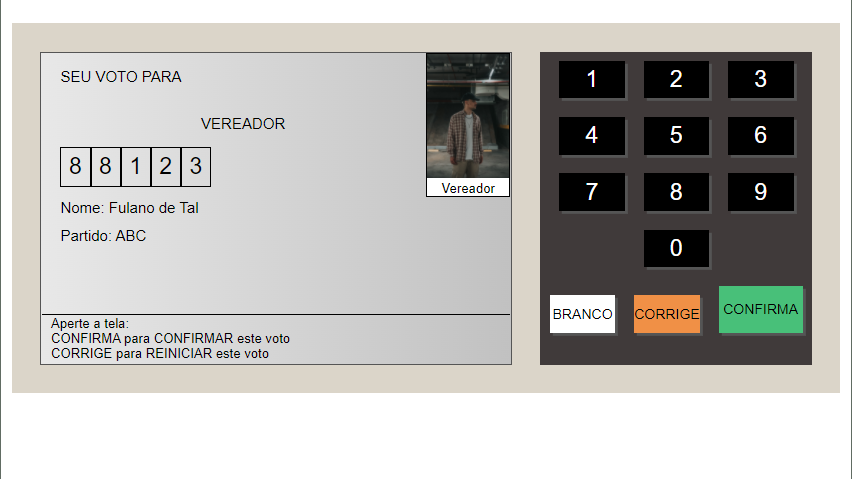 SEU VOTO PARA
VEREADOR
8 8 1 2 3
Nome: Fulano de Tal
Partido: ABC
Vereador
Aperte a tela:
CONFIRMA para CONFIRMAR este voto
CORRIGE para REINICIAR este voto
1 2 3
4 5 6
7 8 9
0
BRANCO CORRIGE CONFIRMA